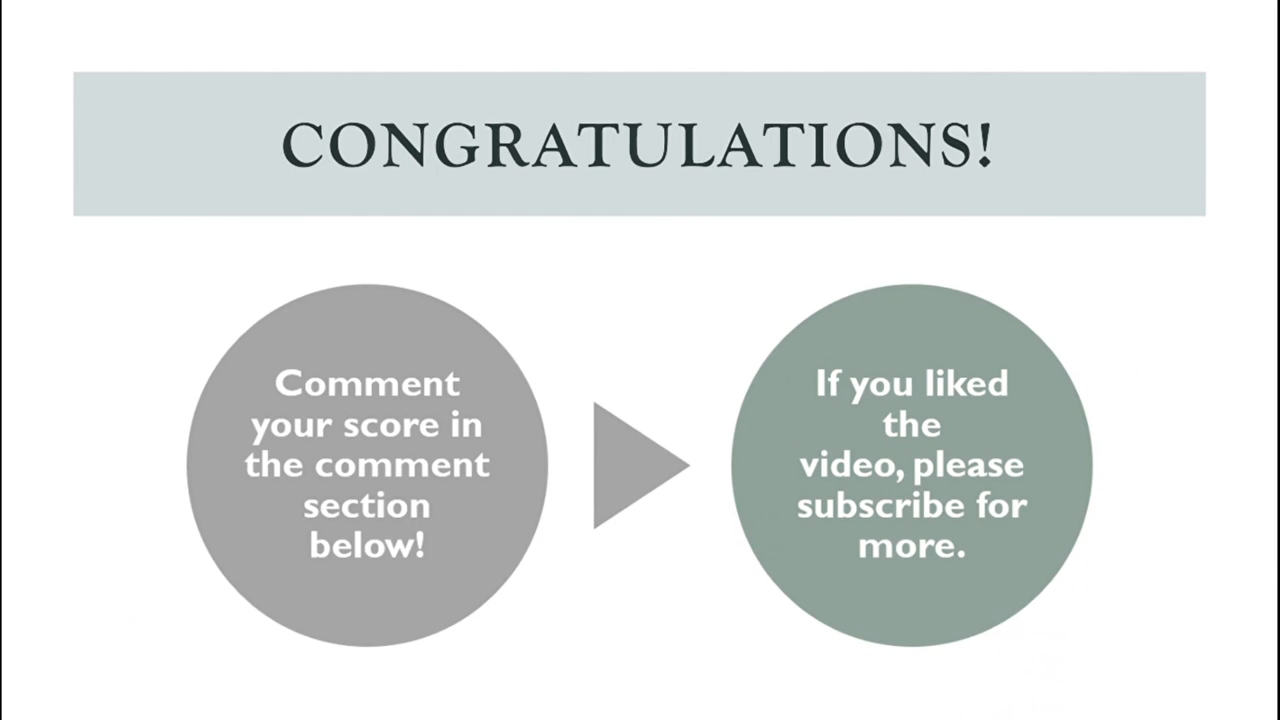 CONGRATULATIONS!
Comment
your score in
the comment
section
below!
If you liked
the
video, please
subscribe for
more.